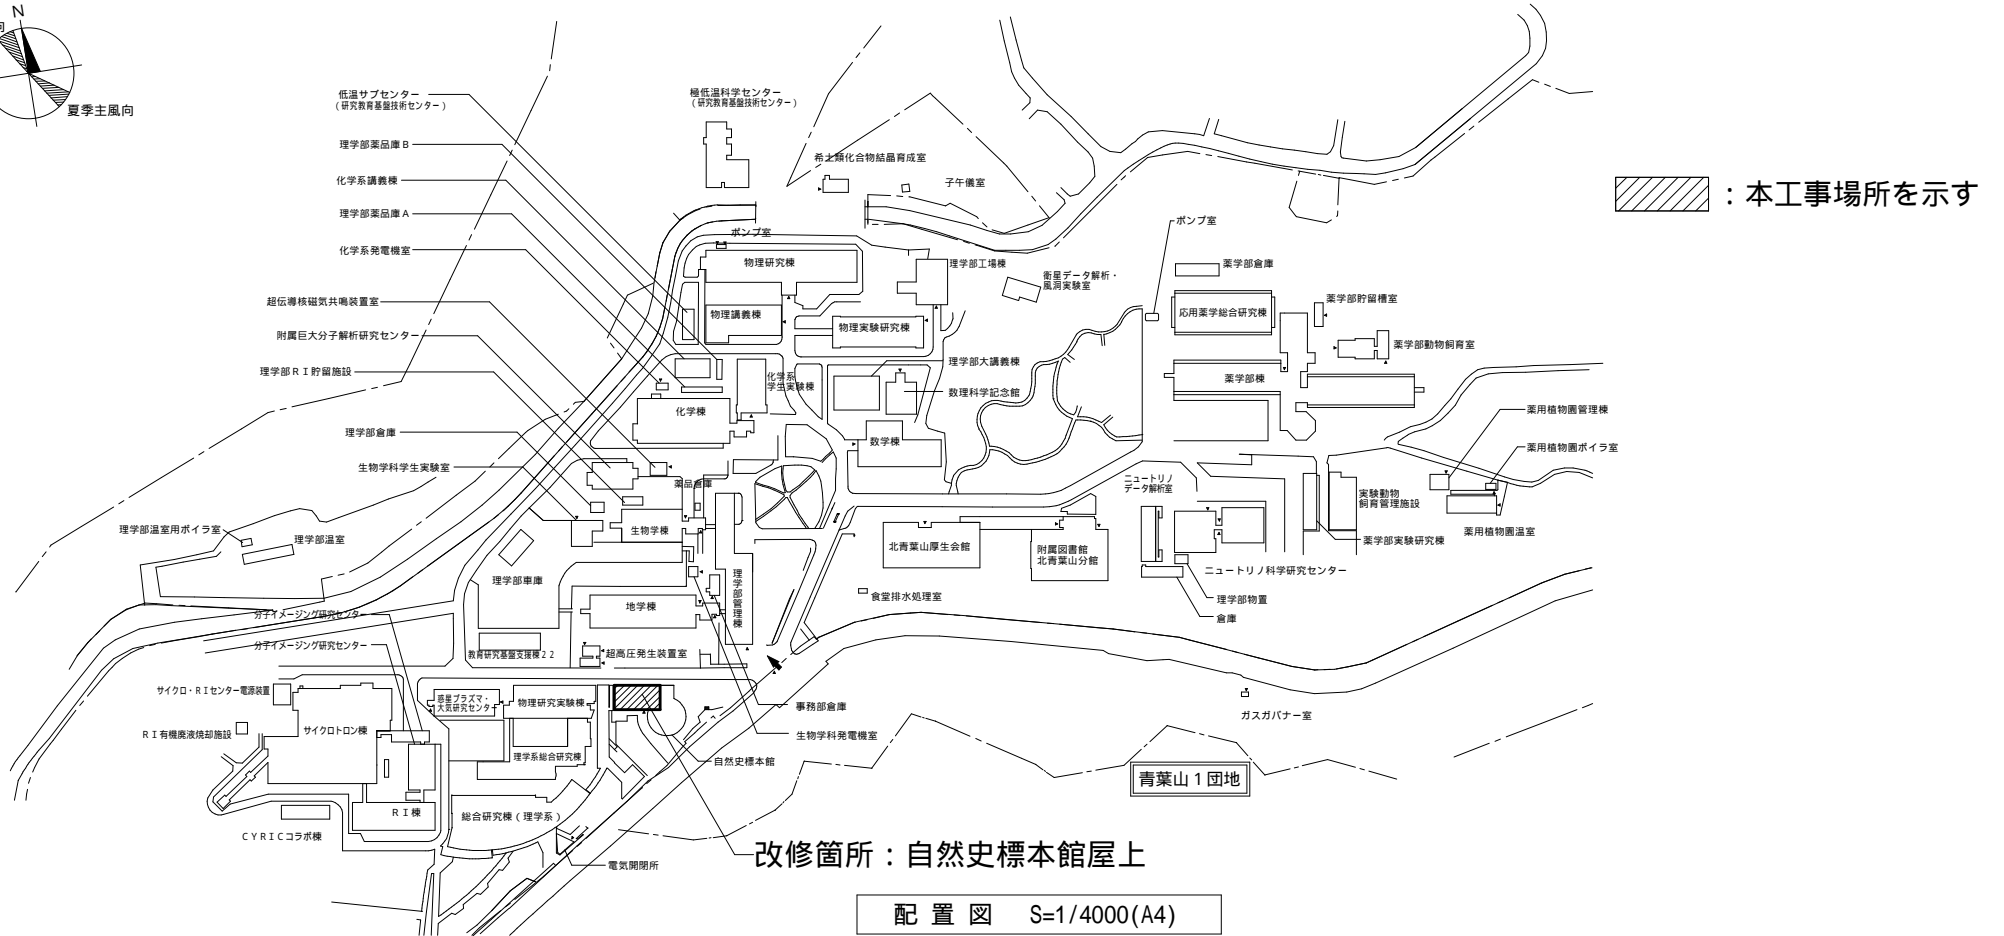 N
夏季主風向
低温サブセンター
(研究教育基盤技術センター)
極低温科学センター
(研究教育基盤技術センター)
理学部薬品庫B
希土類化合物結晶育成室
化学系講義棟
子午儀室
:本工事場所を示す
理学部薬品庫A
ポンプ室
ポンプ室
化学系発電機室
物理研究棟
理学部工場棟
衛星データ解析・
風洞実験室
薬学部倉庫
超伝導核磁気共鳴装置室
薬学部貯留槽室
物理講義棟
物理実験研究棟
応用薬学総合研究棟
附属巨大分子解析研究センター
薬学部動物飼育室
理学部大講義棟
理学部RI貯留施設
化学系
学生実験棟
薬学部棟
数理科学記念館
化学棟
薬用植物園管理棟
理学部倉庫
数学棟
薬用植物園ボイラ室
生物学科学生実験室
薬品倉庫
ニュートリノ
データ解析室
実験動物
飼育管理施設
理学部温室用ボイラ室
理学部温室
生物学棟
薬用植物園温室
薬学部実験研究棟
北青葉山厚生会館
附属図書館
北青葉山分館
理学部車庫
理学部管理棟
ニュートリノ科学研究センター
食堂排水処理室
理学部物置
地学棟
倉庫
分子イメージング研究センター
分子イメージング研究センター
教育研究基盤支援棟22
超高圧発生装置室
サイクロ・RIセンター電源装置
惑星プラズマ・
大気研究センター
物理研究実験棟
事務部倉庫
ガスガバナー室
RI有機廃液焼却施設
サイクロトロン棟
生物学科発電機室
理学系総合研究棟
自然史標本館
青葉山1団地
RI棟
総合研究棟(理学系)
CYRICコラボ棟
改修箇所:自然史標本館屋上
電気開閉所
配置図 S=1/4000(A4)